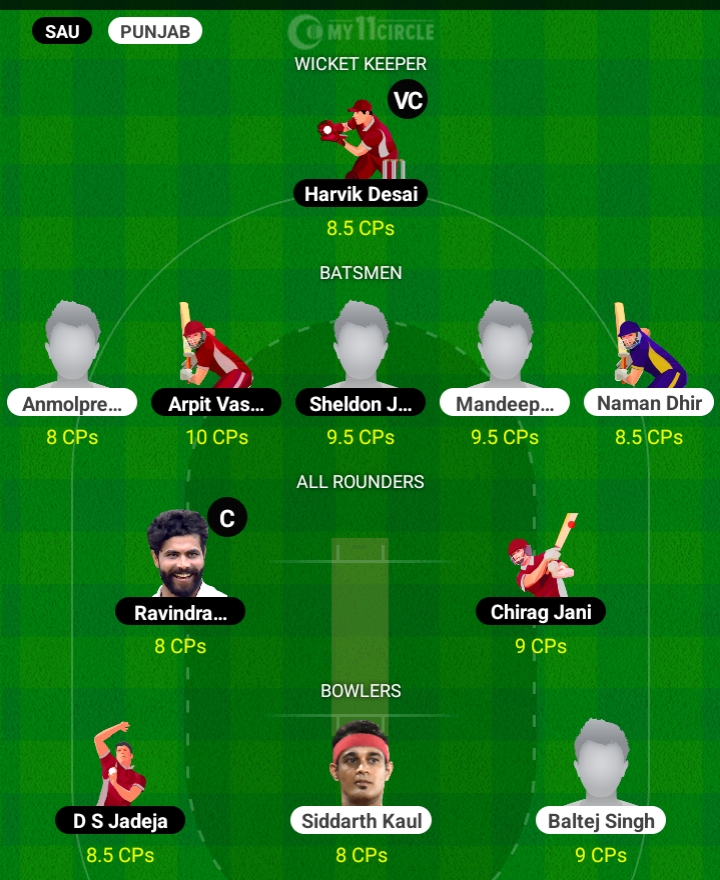 SAU PUNJAB
MY11CIRCLE
WICKET KEEPER
VC
Harvik Desai
8.5 CPs
BATSMEN
Anmolpre... Arpit Vas... Sheldon J... Mandeep... Naman Dhir
8 CPs 10 CPs 9.5 CPs 9.5 CPs 8.5 CPs
ALL ROUNDERS
C
Ravindra... Chirag Jani
8 CPs 9 CPs
BOWLERS
D S Jadeja Siddarth Kaul Baltej Singh
8.5 CPs 8 CPs 9 CPs